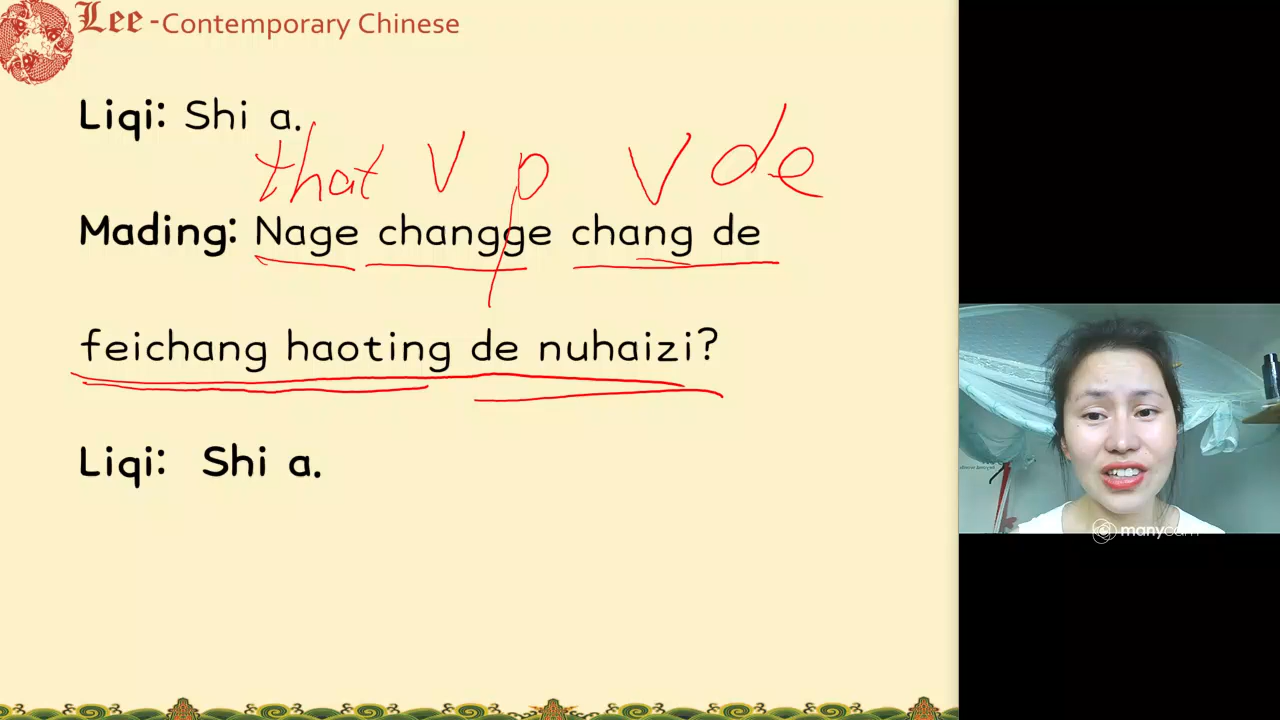 Lee -Contemporary Chinese
Liqi: Shi a.
that V p V de
Mading: Nage changge chang de
feichang haoting de nuhaizi?
Liqi: Shi a.
manycam